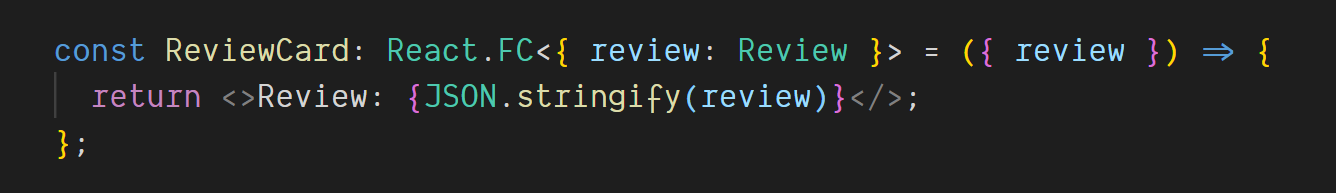 const ReviewCard: React.FC<{ review: Review }> = ({ review }) => {
return <>Review: {JSON.stringify(review)}</>;
};